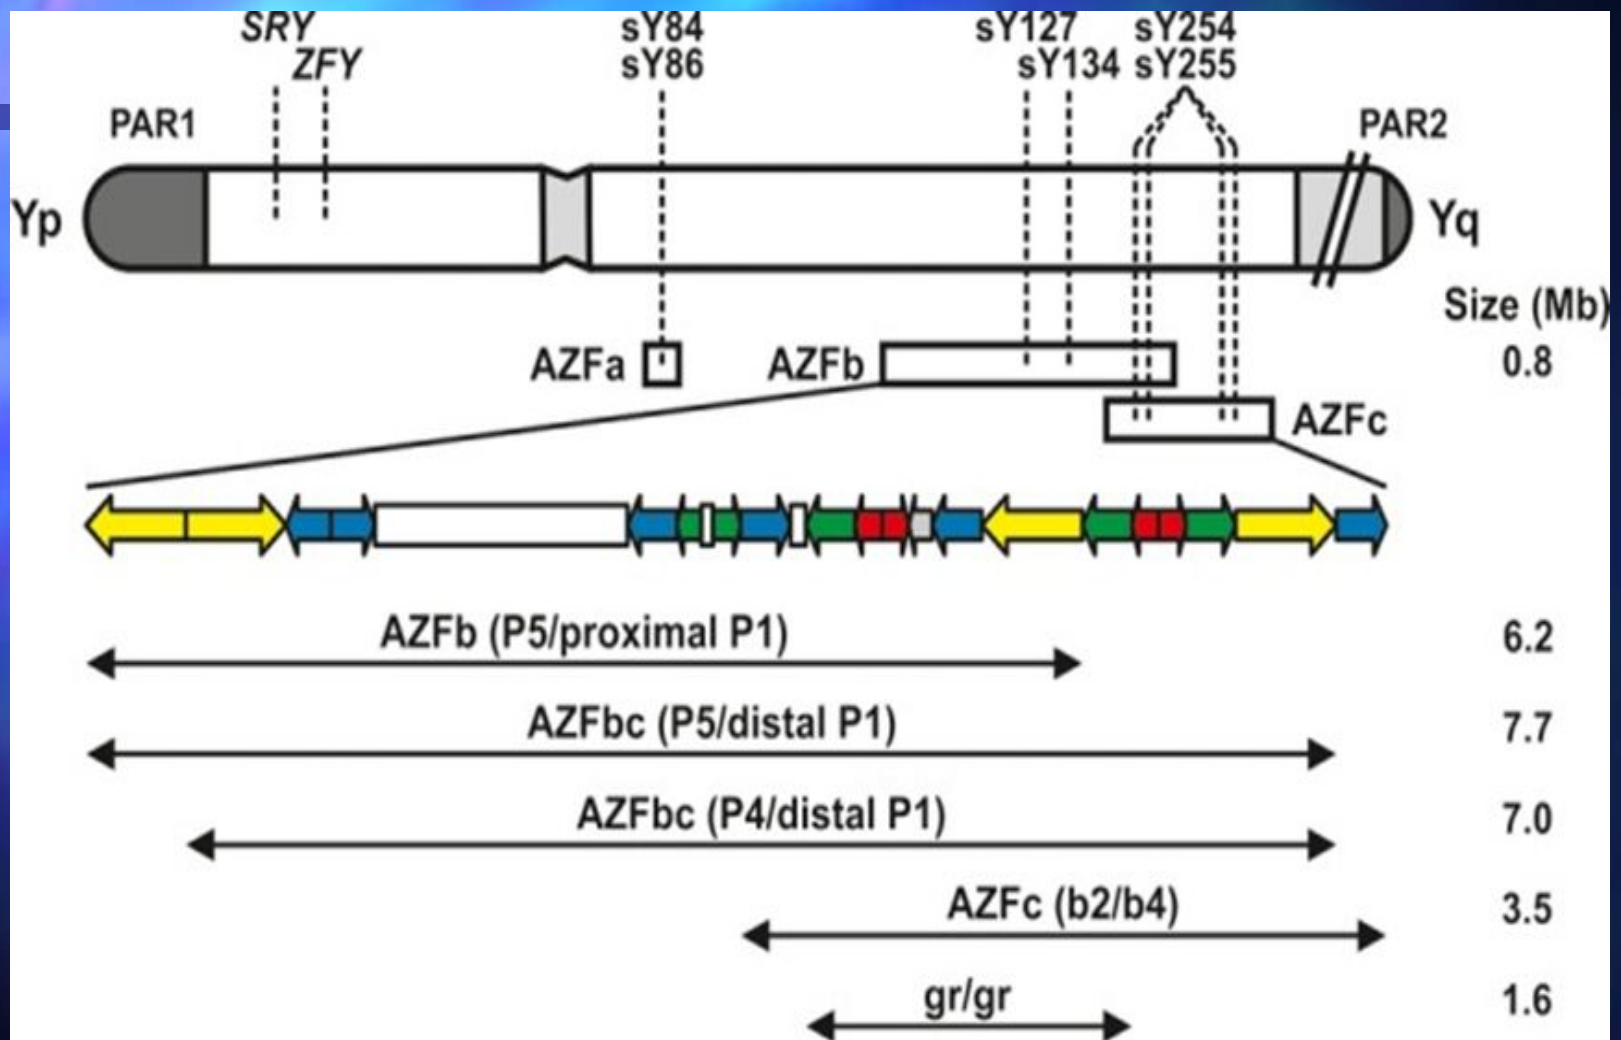 SRY sY84 sY127 sY254
ZFY sY86 sY134 sY255
PAR1 PAR2
Yp Yq
Size (Mb)
AZFa AZFb 0.8
AZFc
AZFb (P5/proximal P1) 6.2
AZFbc (P5/distal P1) 7.7
AZFbc (P4/distal P1) 7.0
AZFc (b2/b4) 3.5
gr/gr 1.6